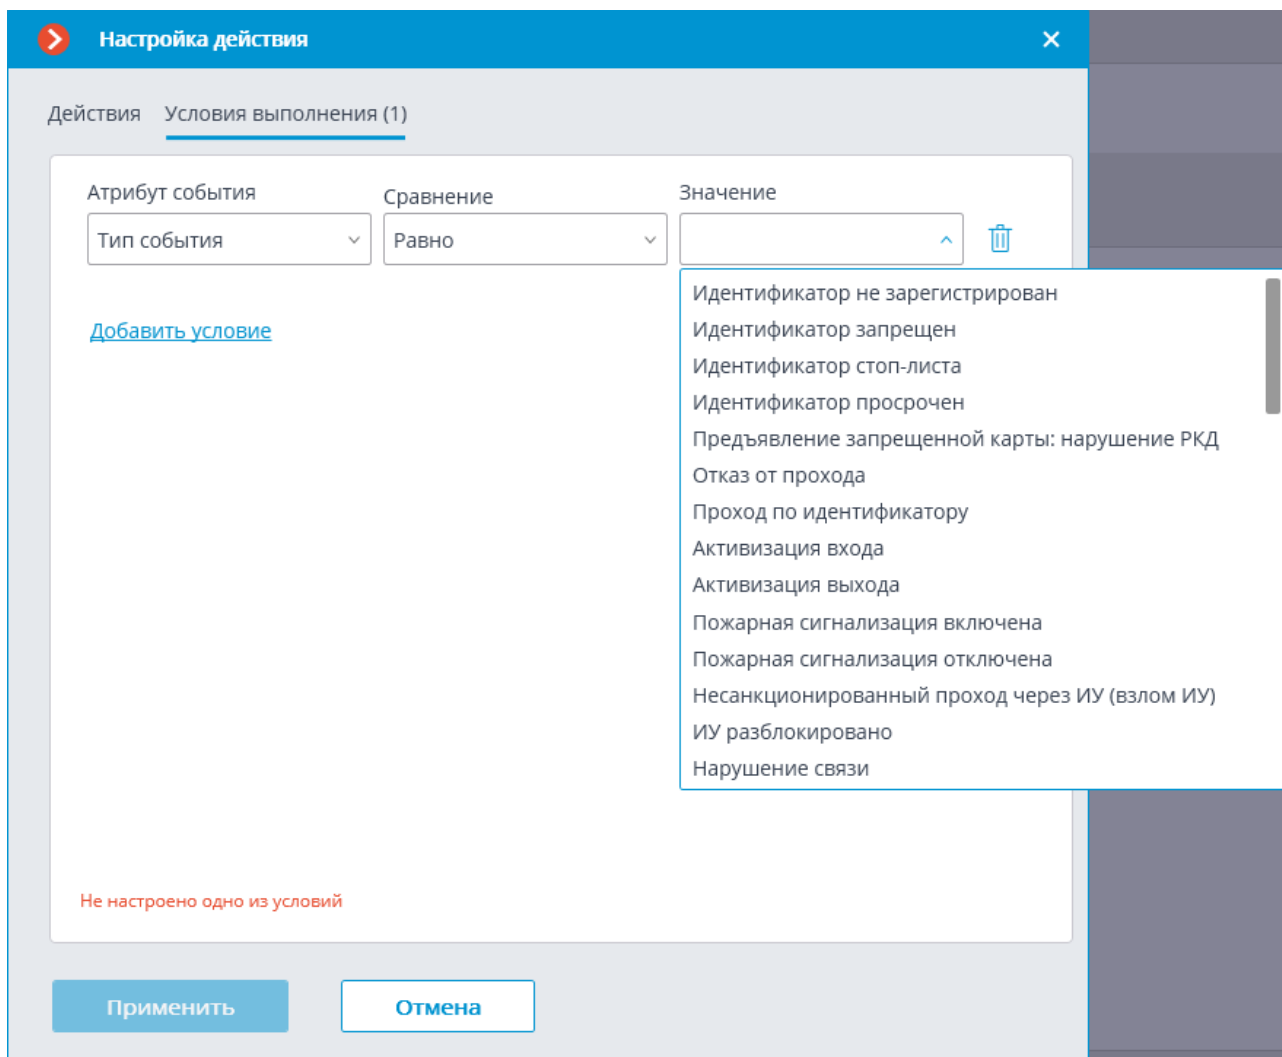 Настройка действия
Действия Условия выполнения (1)
Атрибут события Сравнение Значение
Тип события Равно
Идентификатор не зарегистрирован
Идентификатор запрещен
Добавить условие
Идентификатор стоп-листа
Идентификатор просрочен
Предъявление запрещенной карты: нарушение РКД
Отказ от прохода
Проход по идентификатору
Активизация входа
Активизация выхода
Пожарная сигнализация включена
Пожарная сигнализация отключена
Несанкционированный проход через ИУ (взлом ИУ)
ИУ разблокировано
Нарушение связи
Не настроено одно из условий
Применить Отмена